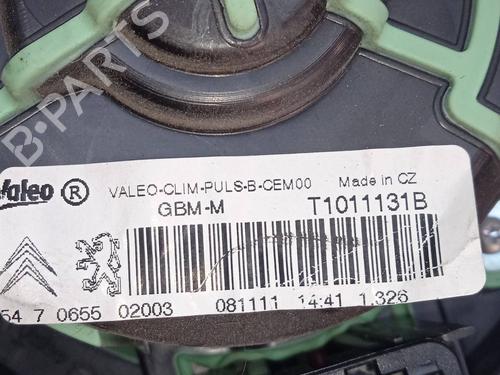 B-PARTS
Valeo ® VALEO-CLIM-PULS-B-CEM00 Made in CZ
GBM-M T1011131B
54 7 0655 02003 081111 14:41 1.326